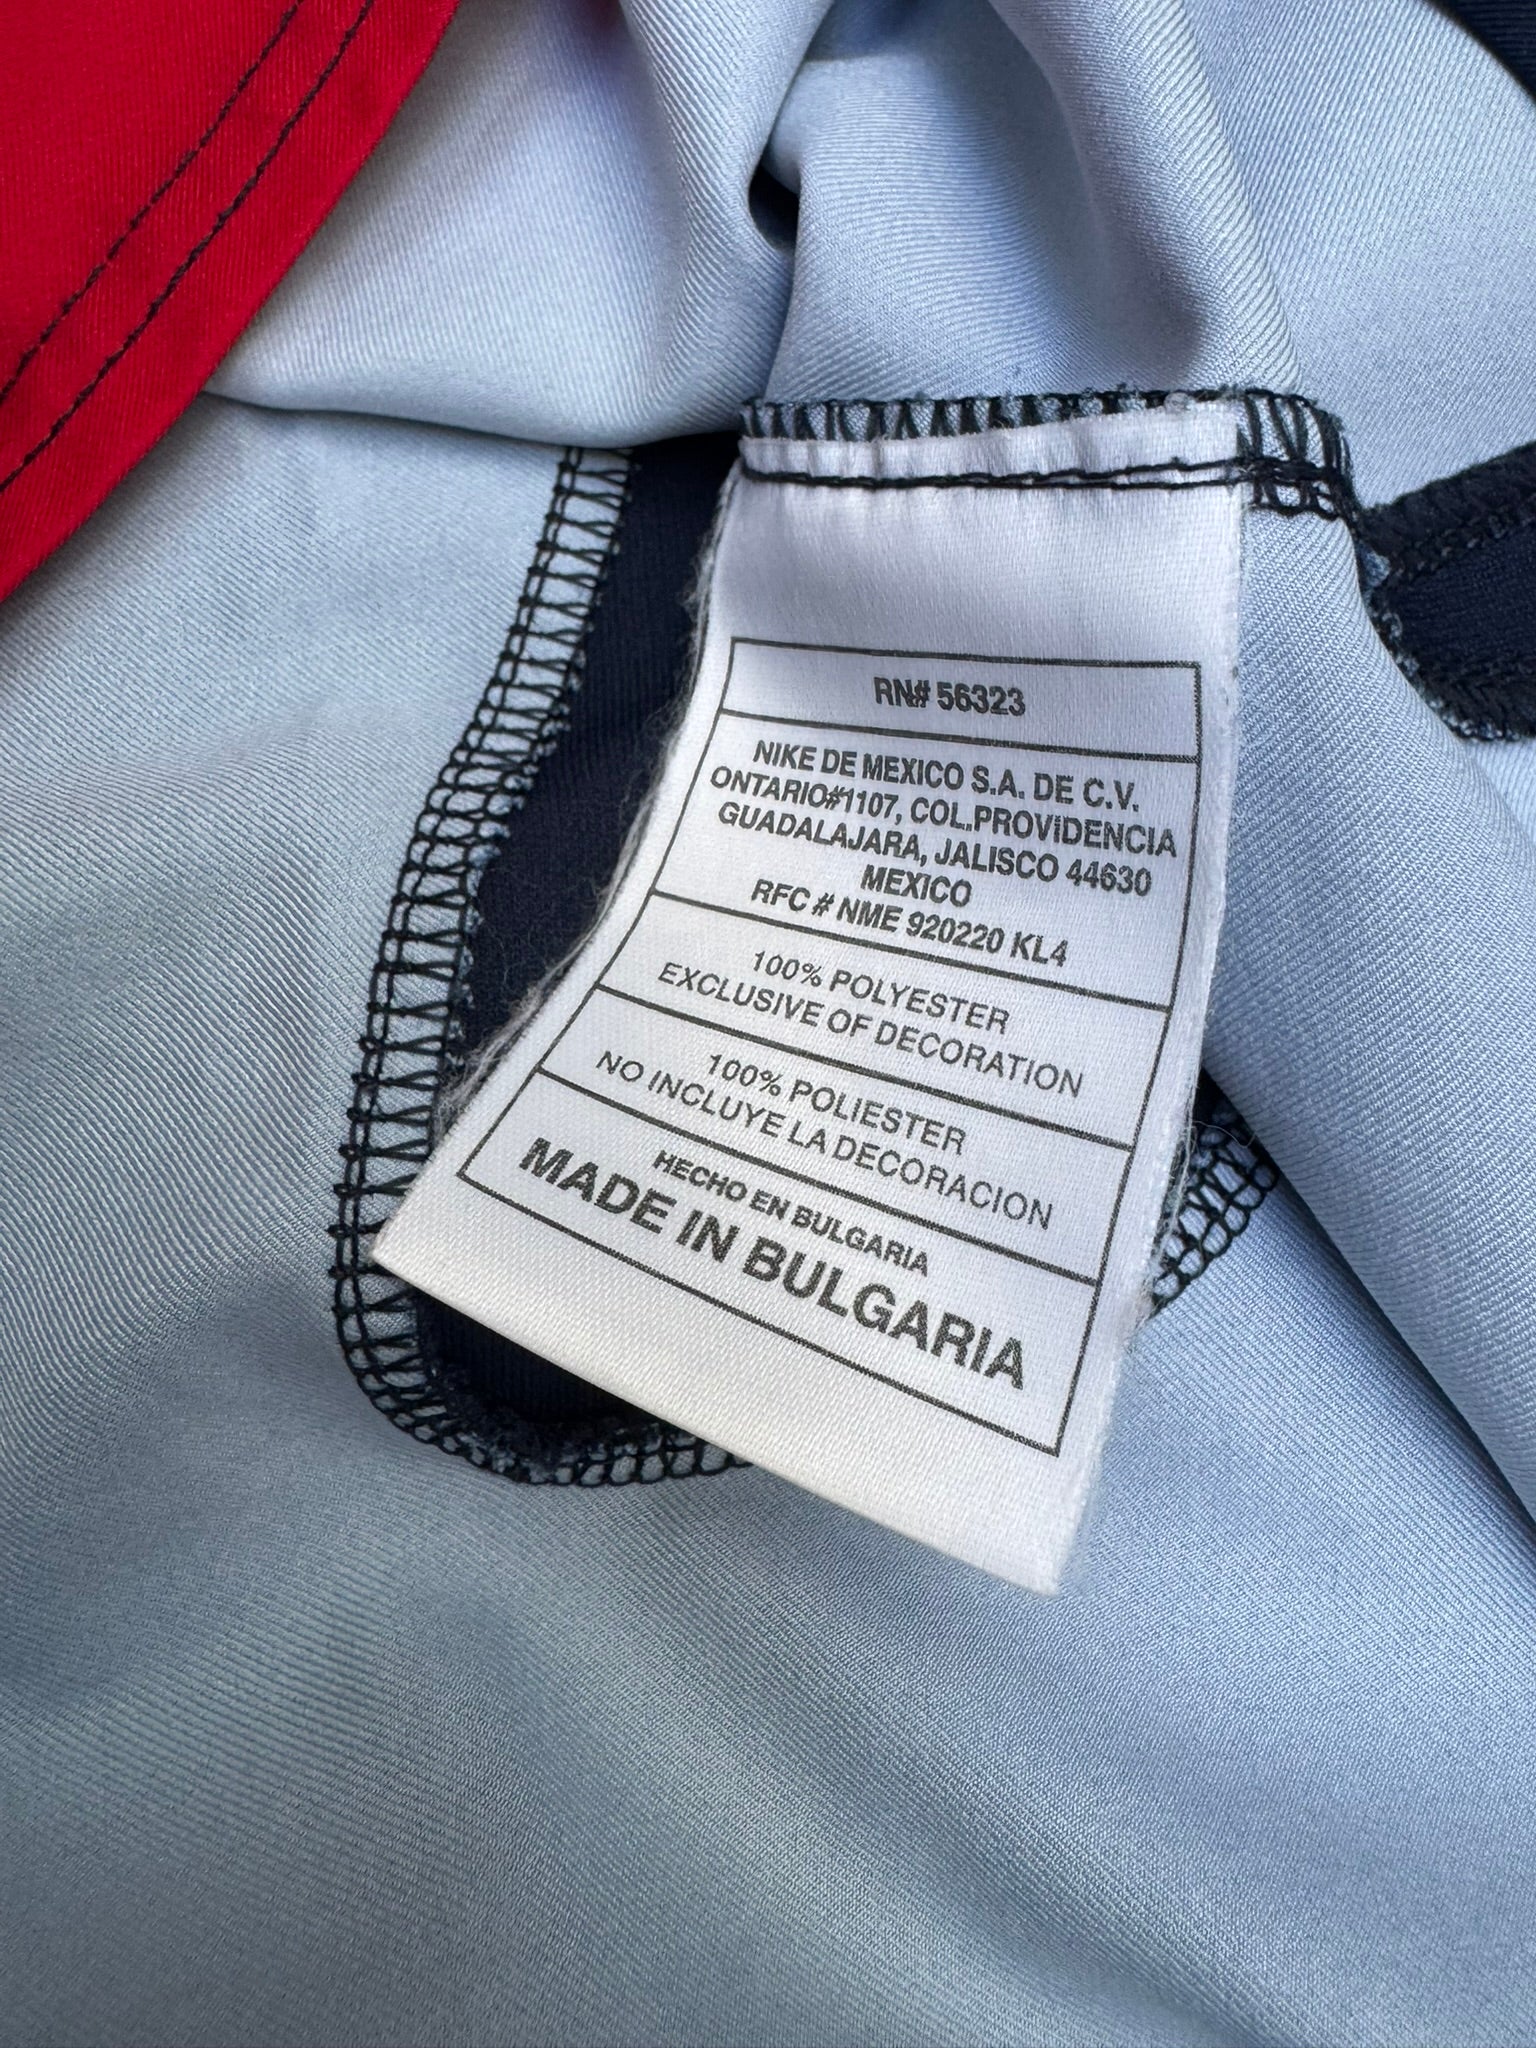 RN# 56323
NIKE DE MEXICO S.A. DE C.V.
ONTARIO#1107, COL.PROVIDENCIA
GUADALAJARA, JALISCO 44630
MEXICO
RFC # NME 920220 KL4
100% POLYESTER
EXCLUSIVE OF DECORATION
100% POLIESTER
NO INCLUYE LA DECORACION
HECHO EN BULGARIA
MADE IN BULGARIA